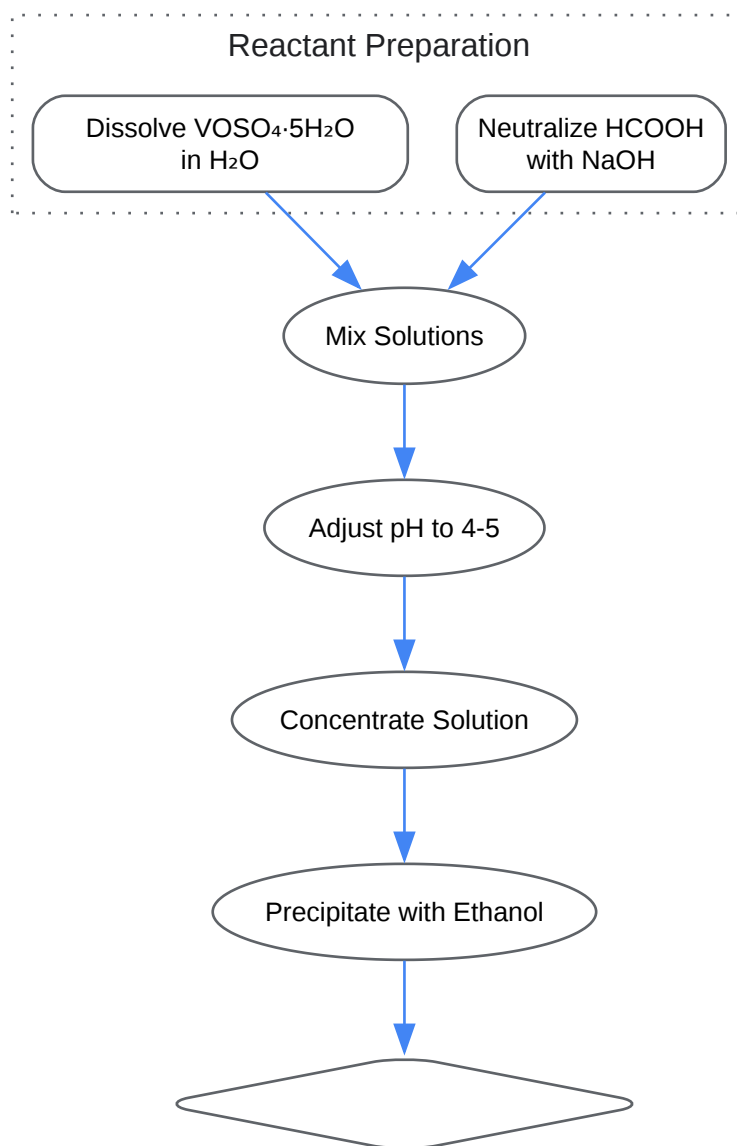 Reactant Preparation
Dissolve VOSO₄·5H₂O
in H₂O
Neutralize HCOOH
with NaOH
Mix Solutions
Adjust pH to 4-5
Concentrate Solution
Precipitate with Ethanol